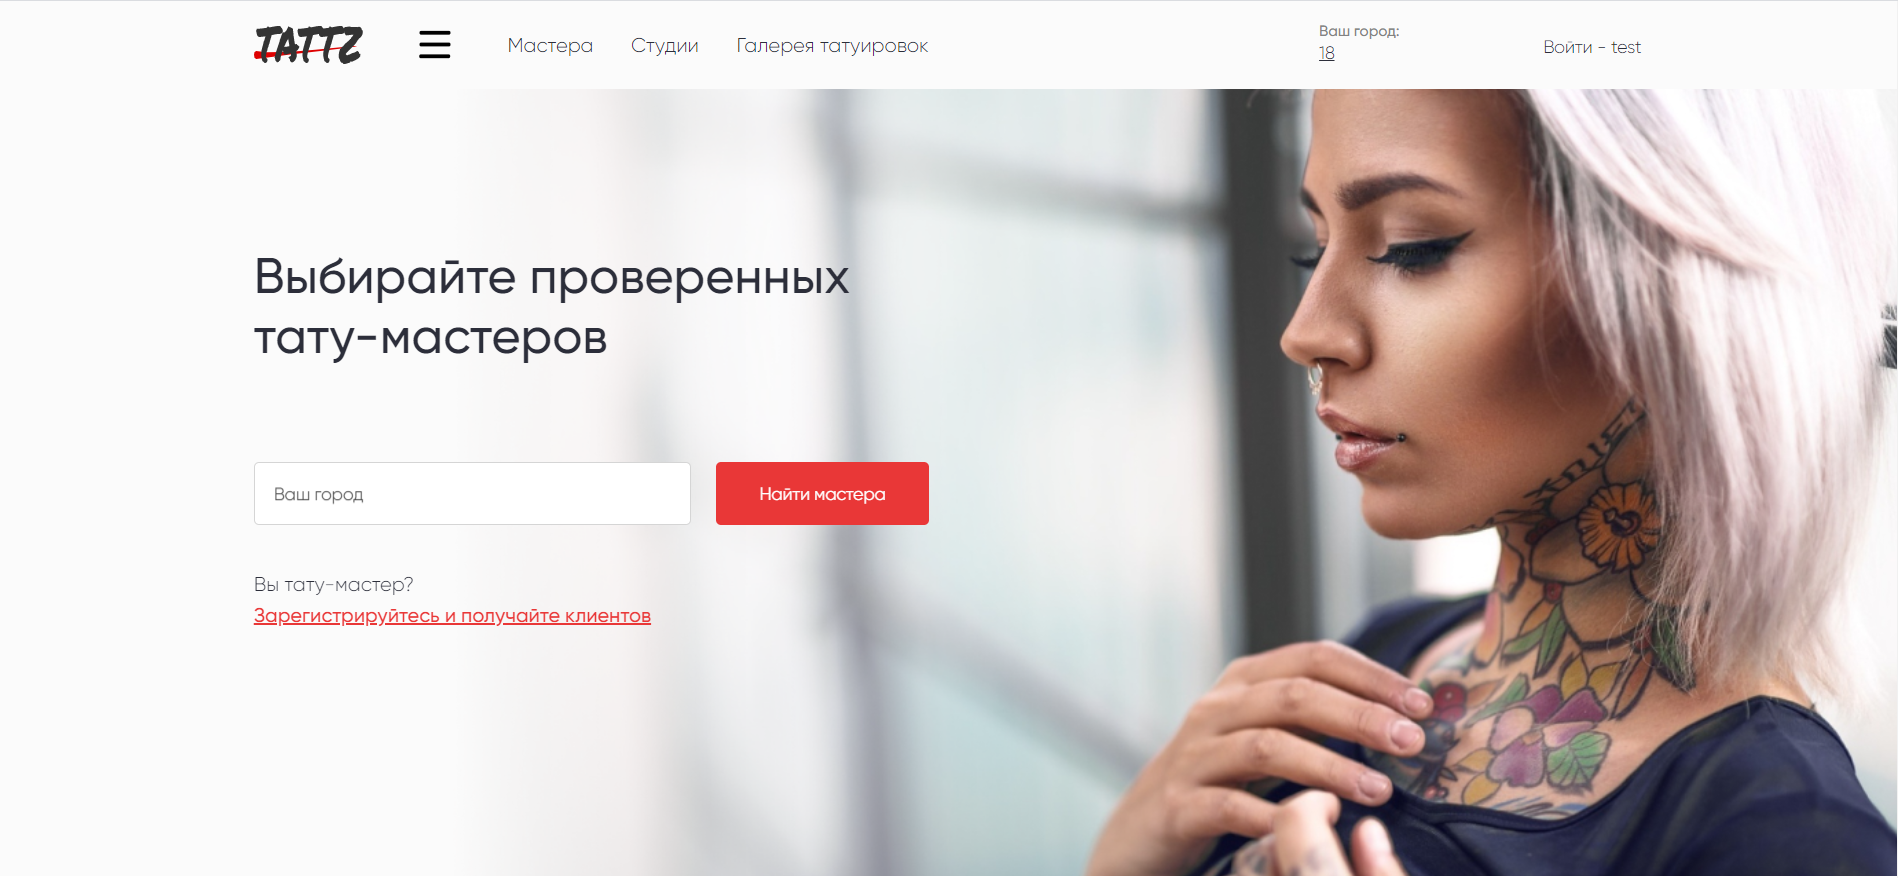 TATTZ
Мастера
Студии
Галерея татуировок
Ваш город:
18
Войти - test
Выбирайте проверенных
тату-мастеров
Ваш город
Найти мастера
Вы тату-мастер?
Зарегистрируйтесь и получайте клиентов